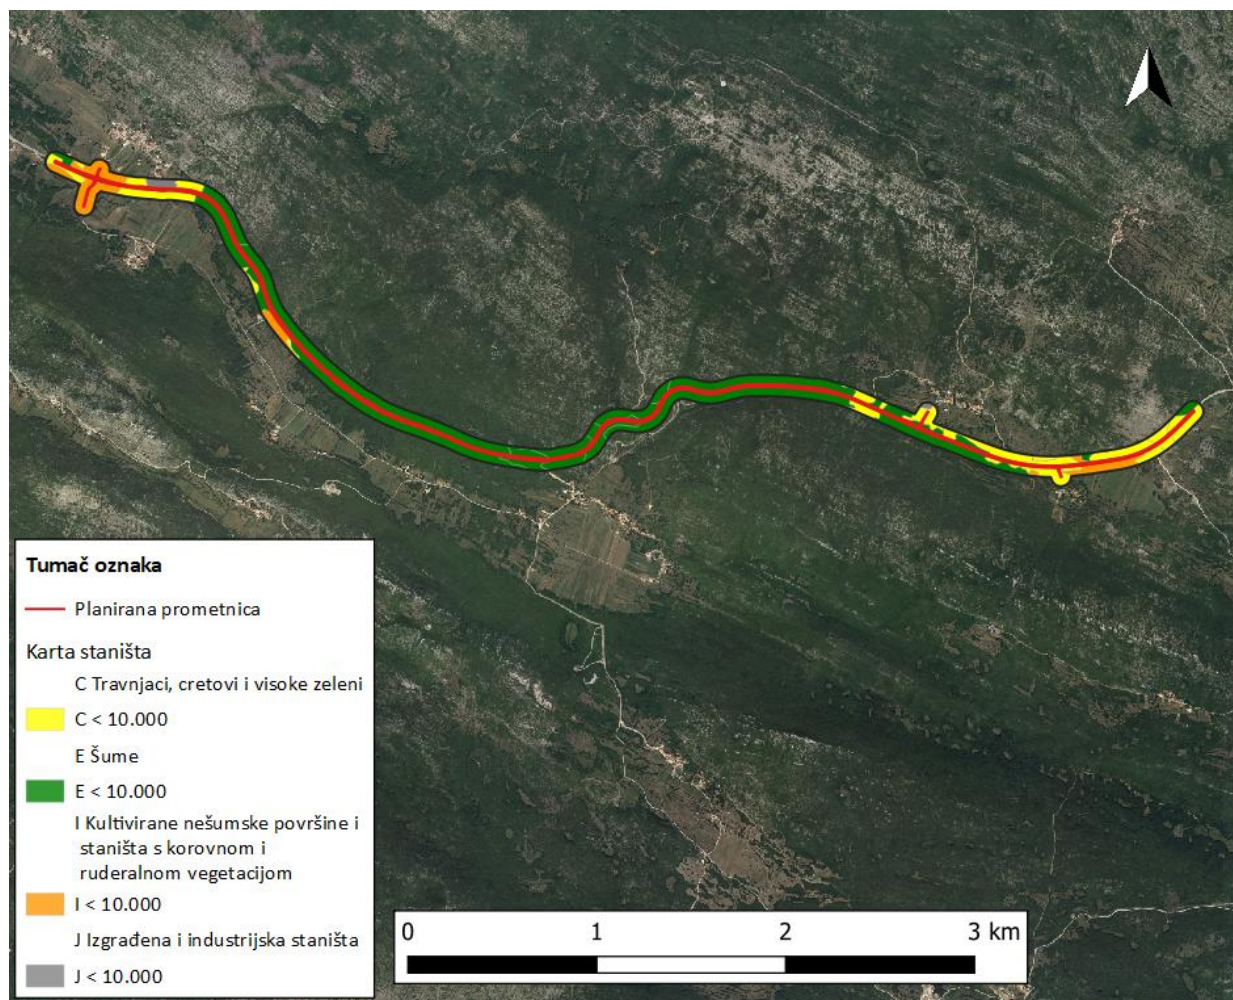 Tumač oznaka
Planirana prometnica
Karta staništa
C Travnjaci, cretovi i visoke zeleni
C < 10.000
E Šume
E < 10.000
I Kultivirane nešumske površine i
staništa s korovnom i
ruderalnom vegetacijom
I < 10.000
J Izgrađena i industrijska staništa
J < 10.000
0 1 2 3 km